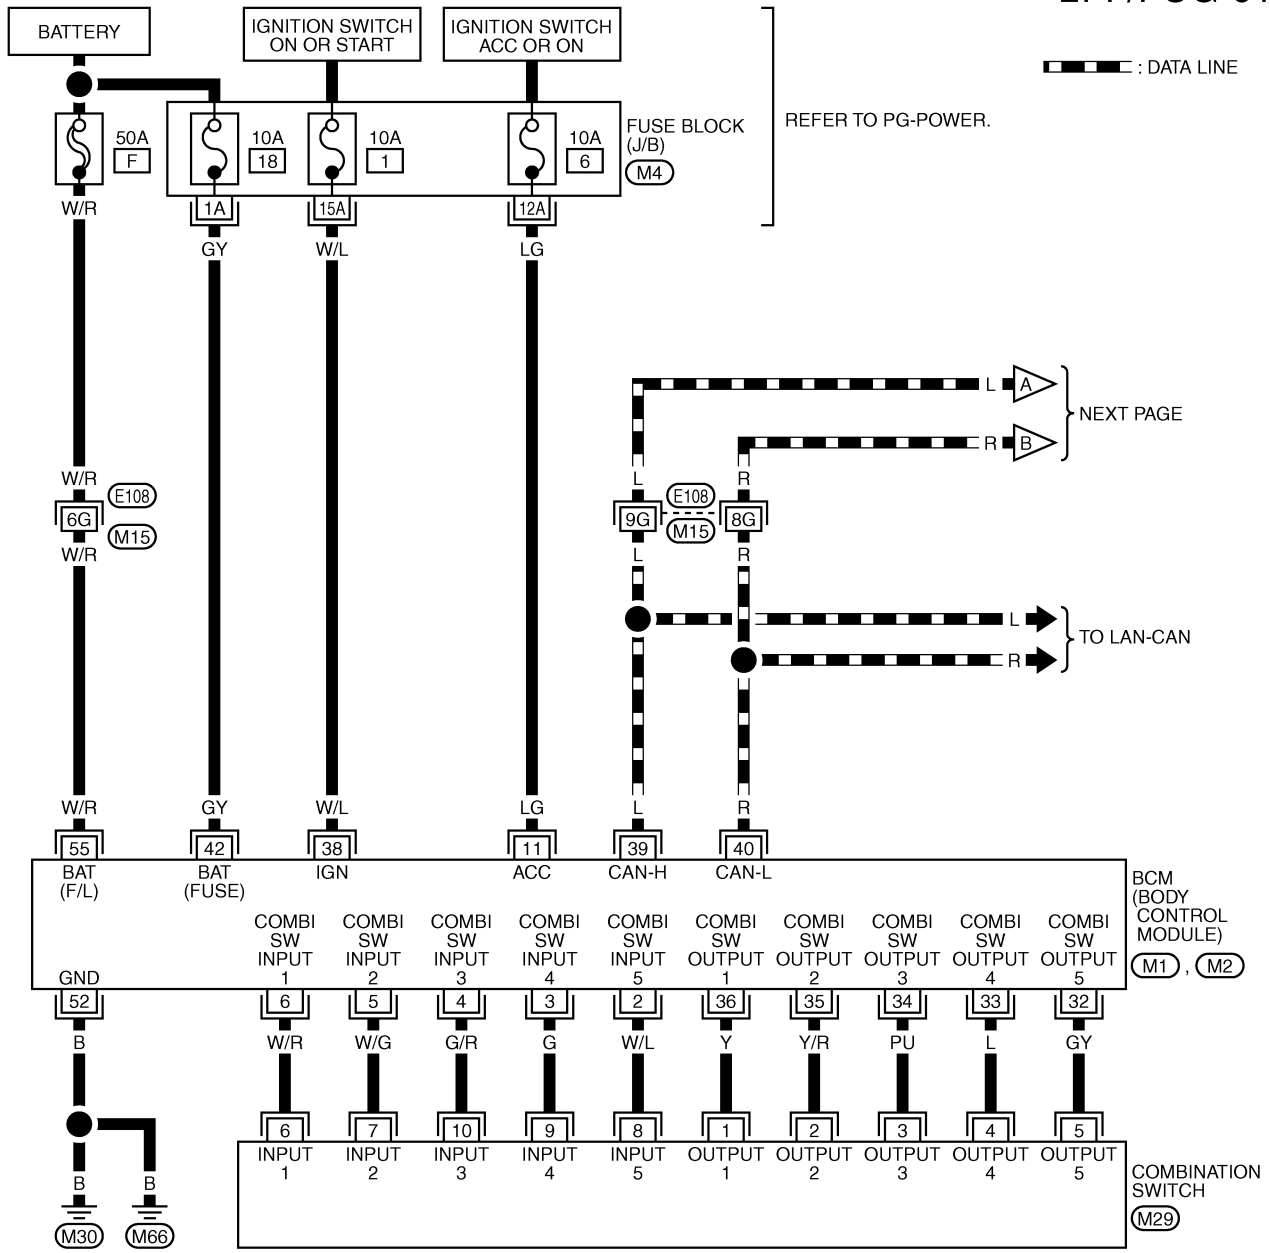 BATTERY
IGNITION SWITCH
ON OR START
IGNITION SWITCH
ACC OR ON
: DATA LINE
50A
F
10A
18
10A
1
10A
6
FUSE BLOCK
(J/B)
M4
REFER TO PG-POWER.
1A
15A
12A
W/R
GY
W/L
LG
L
A
R
B
NEXT PAGE
W/R
L
R
6G
E108
M15
9G
E108
M15
8G
W/R
L
R
L
R
TO LAN-CAN
W/R
GY
W/L
LG
L
R
55
42
38
11
39
40
BAT
(F/L)
BAT
(FUSE)
IGN
ACC
CAN-H
CAN-L
BCM
(BODY
CONTROL
MODULE)
M1 , M2
COMBI
SW
INPUT
1
COMBI
SW
INPUT
2
COMBI
SW
INPUT
3
COMBI
SW
INPUT
4
COMBI
SW
INPUT
5
COMBI
SW
OUTPUT
1
COMBI
SW
OUTPUT
2
COMBI
SW
OUTPUT
3
COMBI
SW
OUTPUT
4
COMBI
SW
OUTPUT
5
GND
52
6
5
4
3
2
36
35
34
33
32
B
W/R
W/G
G/R
G
W/L
Y
Y/R
PU
L
GY
6
7
10
9
8
1
2
3
4
5
INPUT
1
INPUT
2
INPUT
3
INPUT
4
INPUT
5
OUTPUT
1
OUTPUT
2
OUTPUT
3
OUTPUT
4
OUTPUT
5
COMBINATION
SWITCH
M29
B
B
M30
M66